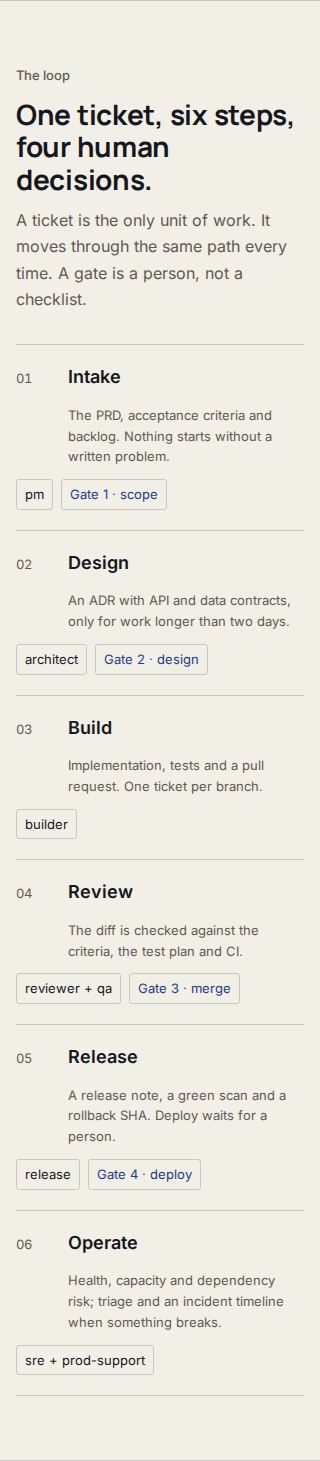 The loop
One ticket, six steps,
four human
decisions.
A ticket is the only unit of work. It
moves through the same path every
time. A gate is a person, not a
checklist.
01 Intake
The PRD, acceptance criteria and
backlog. Nothing starts without a
written problem.
pm Gate 1 · scope
02 Design
An ADR with API and data contracts,
only for work longer than two days.
architect Gate 2 · design
03 Build
Implementation, tests and a pull
request. One ticket per branch.
builder
04 Review
The diff is checked against the
criteria, the test plan and CI.
reviewer + qa Gate 3 · merge
05 Release
A release note, a green scan and a
rollback SHA. Deploy waits for a
person.
release Gate 4 · deploy
06 Operate
Health, capacity and dependency
risk; triage and an incident timeline
when something breaks.
sre + prod-support